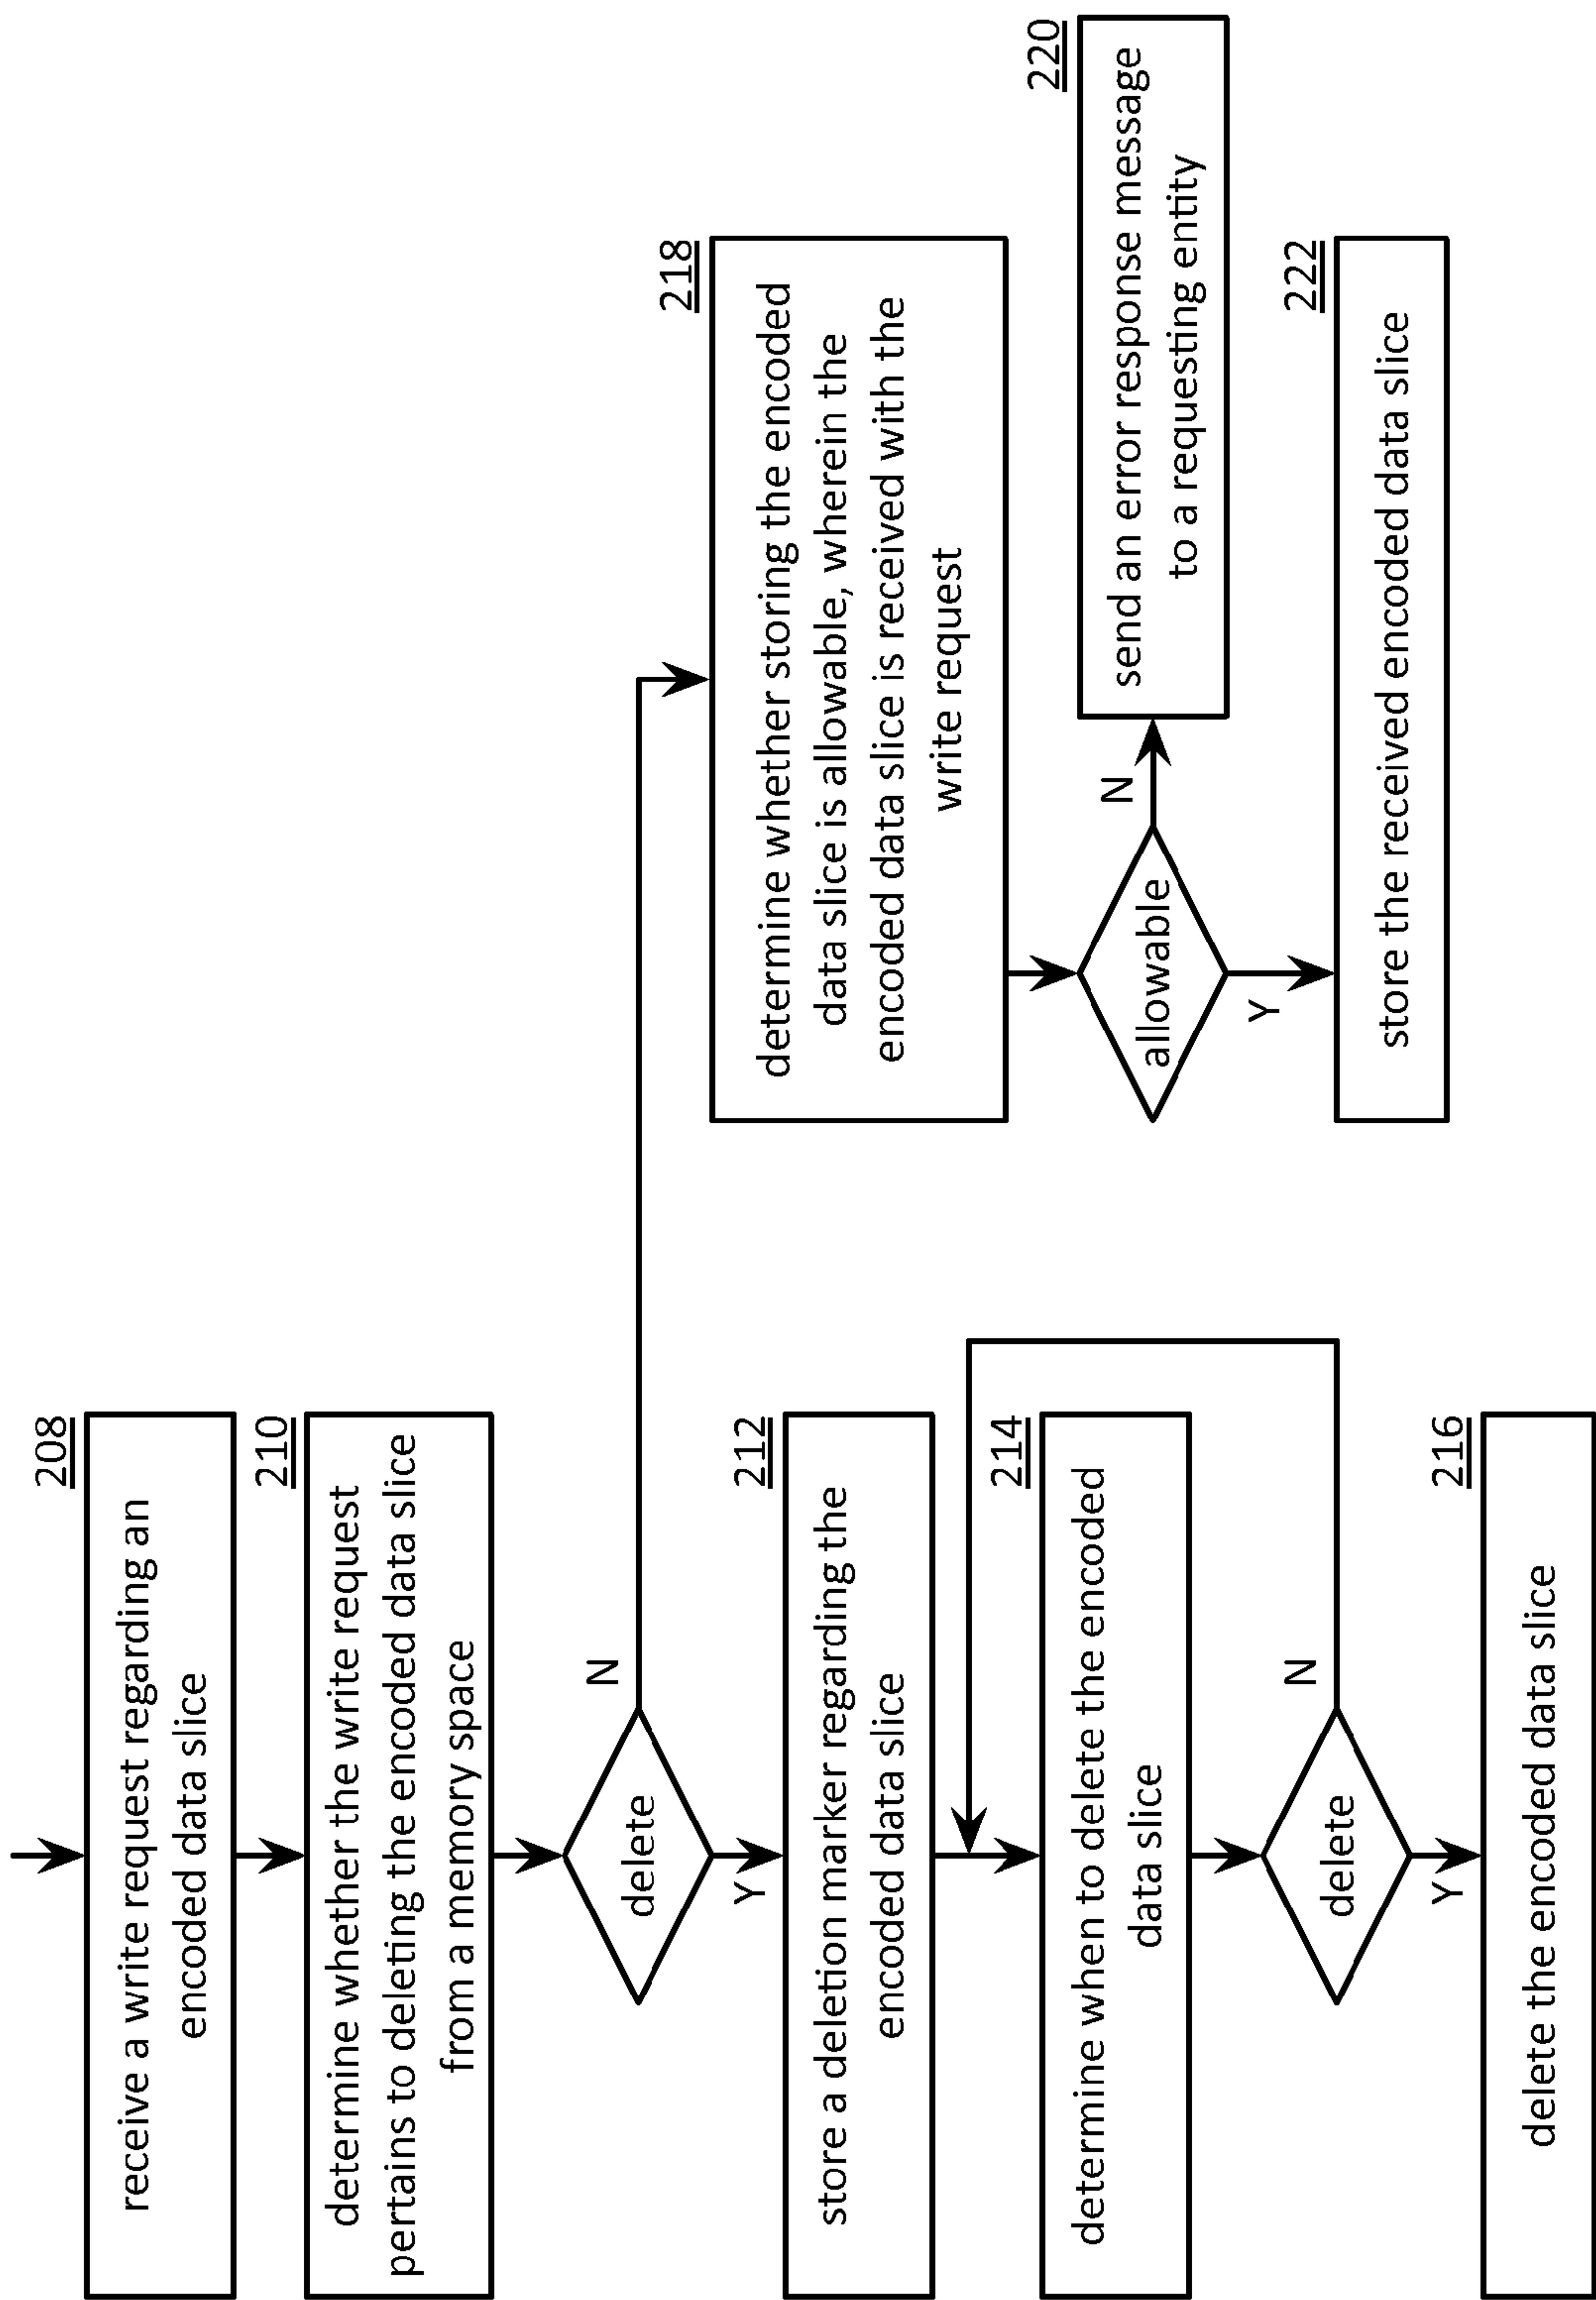 208
receive a write request regarding an
encoded data slice
210
determine whether the write request
pertains to deleting the encoded data slice
from a memory space
delete
N
Y
212
store a deletion marker regarding the
encoded data slice
214
determine when to delete the encoded
data slice
delete
N
Y
216
delete the encoded data slice
218
determine whether storing the encoded
data slice is allowable, wherein the
encoded data slice is received with the
write request
allowable
N
Y
220
send an error response message
to a requesting entity
222
store the received encoded data slice